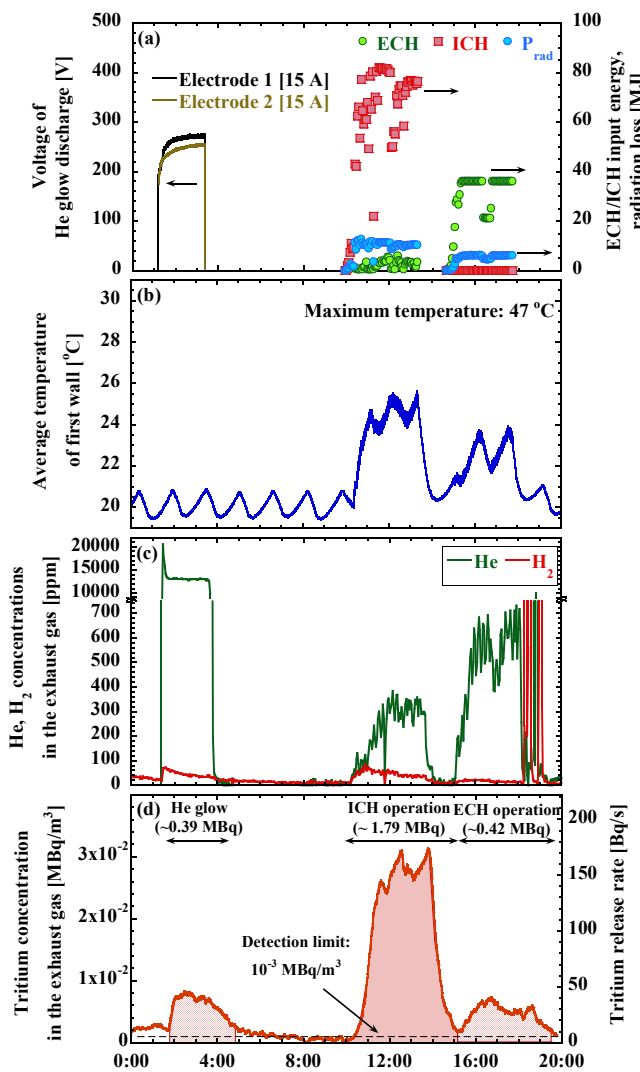 (a)
ECH ICH P_rad
Electrode 1 [15 A]
Electrode 2 [15 A]
500
400
300
200
100
0
Voltage of
He glow discharge [V]
100
80
60
40
20
0
ECH/ICH input energy,
radiation loss [MJ]
(b)
Maximum temperature: 47 °C
30
28
26
24
22
20
Average temperature
of first wall [°C]
(c)
He H₂
20000
15000
10000
700
600
500
400
300
200
100
0
He, H₂ concentrations
in the exhaust gas [ppm]
(d)
He glow
(~0.39 MBq)
ICH operation
(~ 1.79 MBq)
ECH operation
(~0.42 MBq)
Detection limit:
10⁻³ MBq/m³
3x10⁻²
2x10⁻²
1x10⁻²
0
Tritium concentration
in the exhaust gas [MBq/m³]
200
150
100
50
0
Tritium release rate [Bq/s]
0:00 4:00 8:00 12:00 16:00 20:00